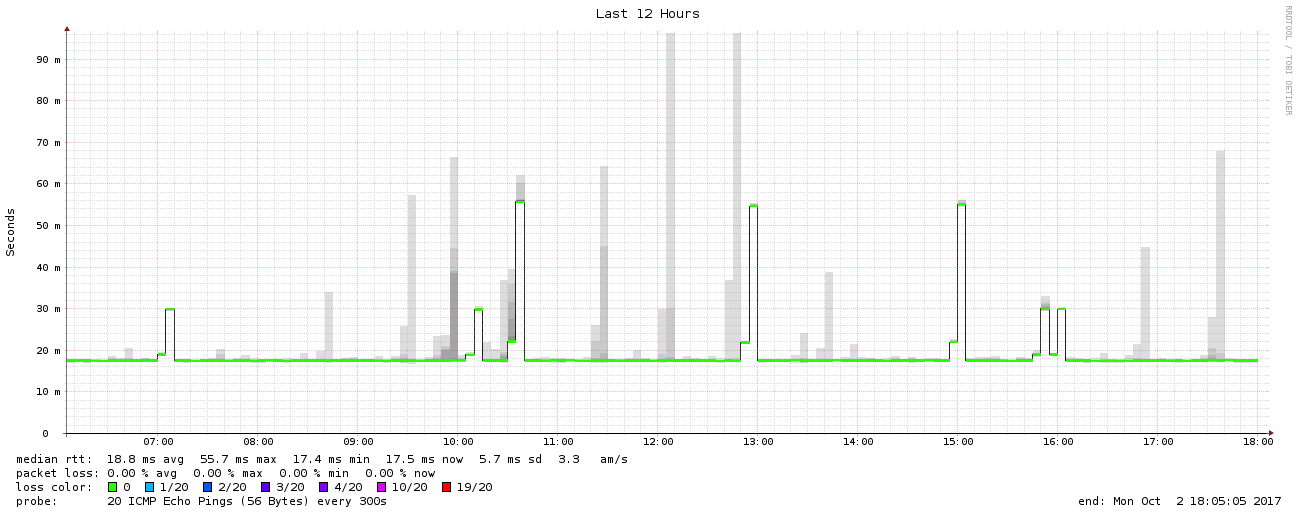 Last 12 Hours
RRDTOOL / TOBI OETIKER
Seconds
90 m
80 m
70 m
60 m
50 m
40 m
30 m
20 m
10 m
0
07:00 08:00 09:00 10:00 11:00 12:00 13:00 14:00 15:00 16:00 17:00 18:00
median rtt: 18.8 ms avg 55.7 ms max 17.4 ms min 17.5 ms now 5.7 ms sd 3.3 am/s
packet loss: 0.00 % avg 0.00 % max 0.00 % min 0.00 % now
loss color: 0 1/20 2/20 3/20 4/20 10/20 19/20
probe: 20 ICMP Echo Pings (56 Bytes) every 300s end: Mon Oct 2 18:05:05 2017